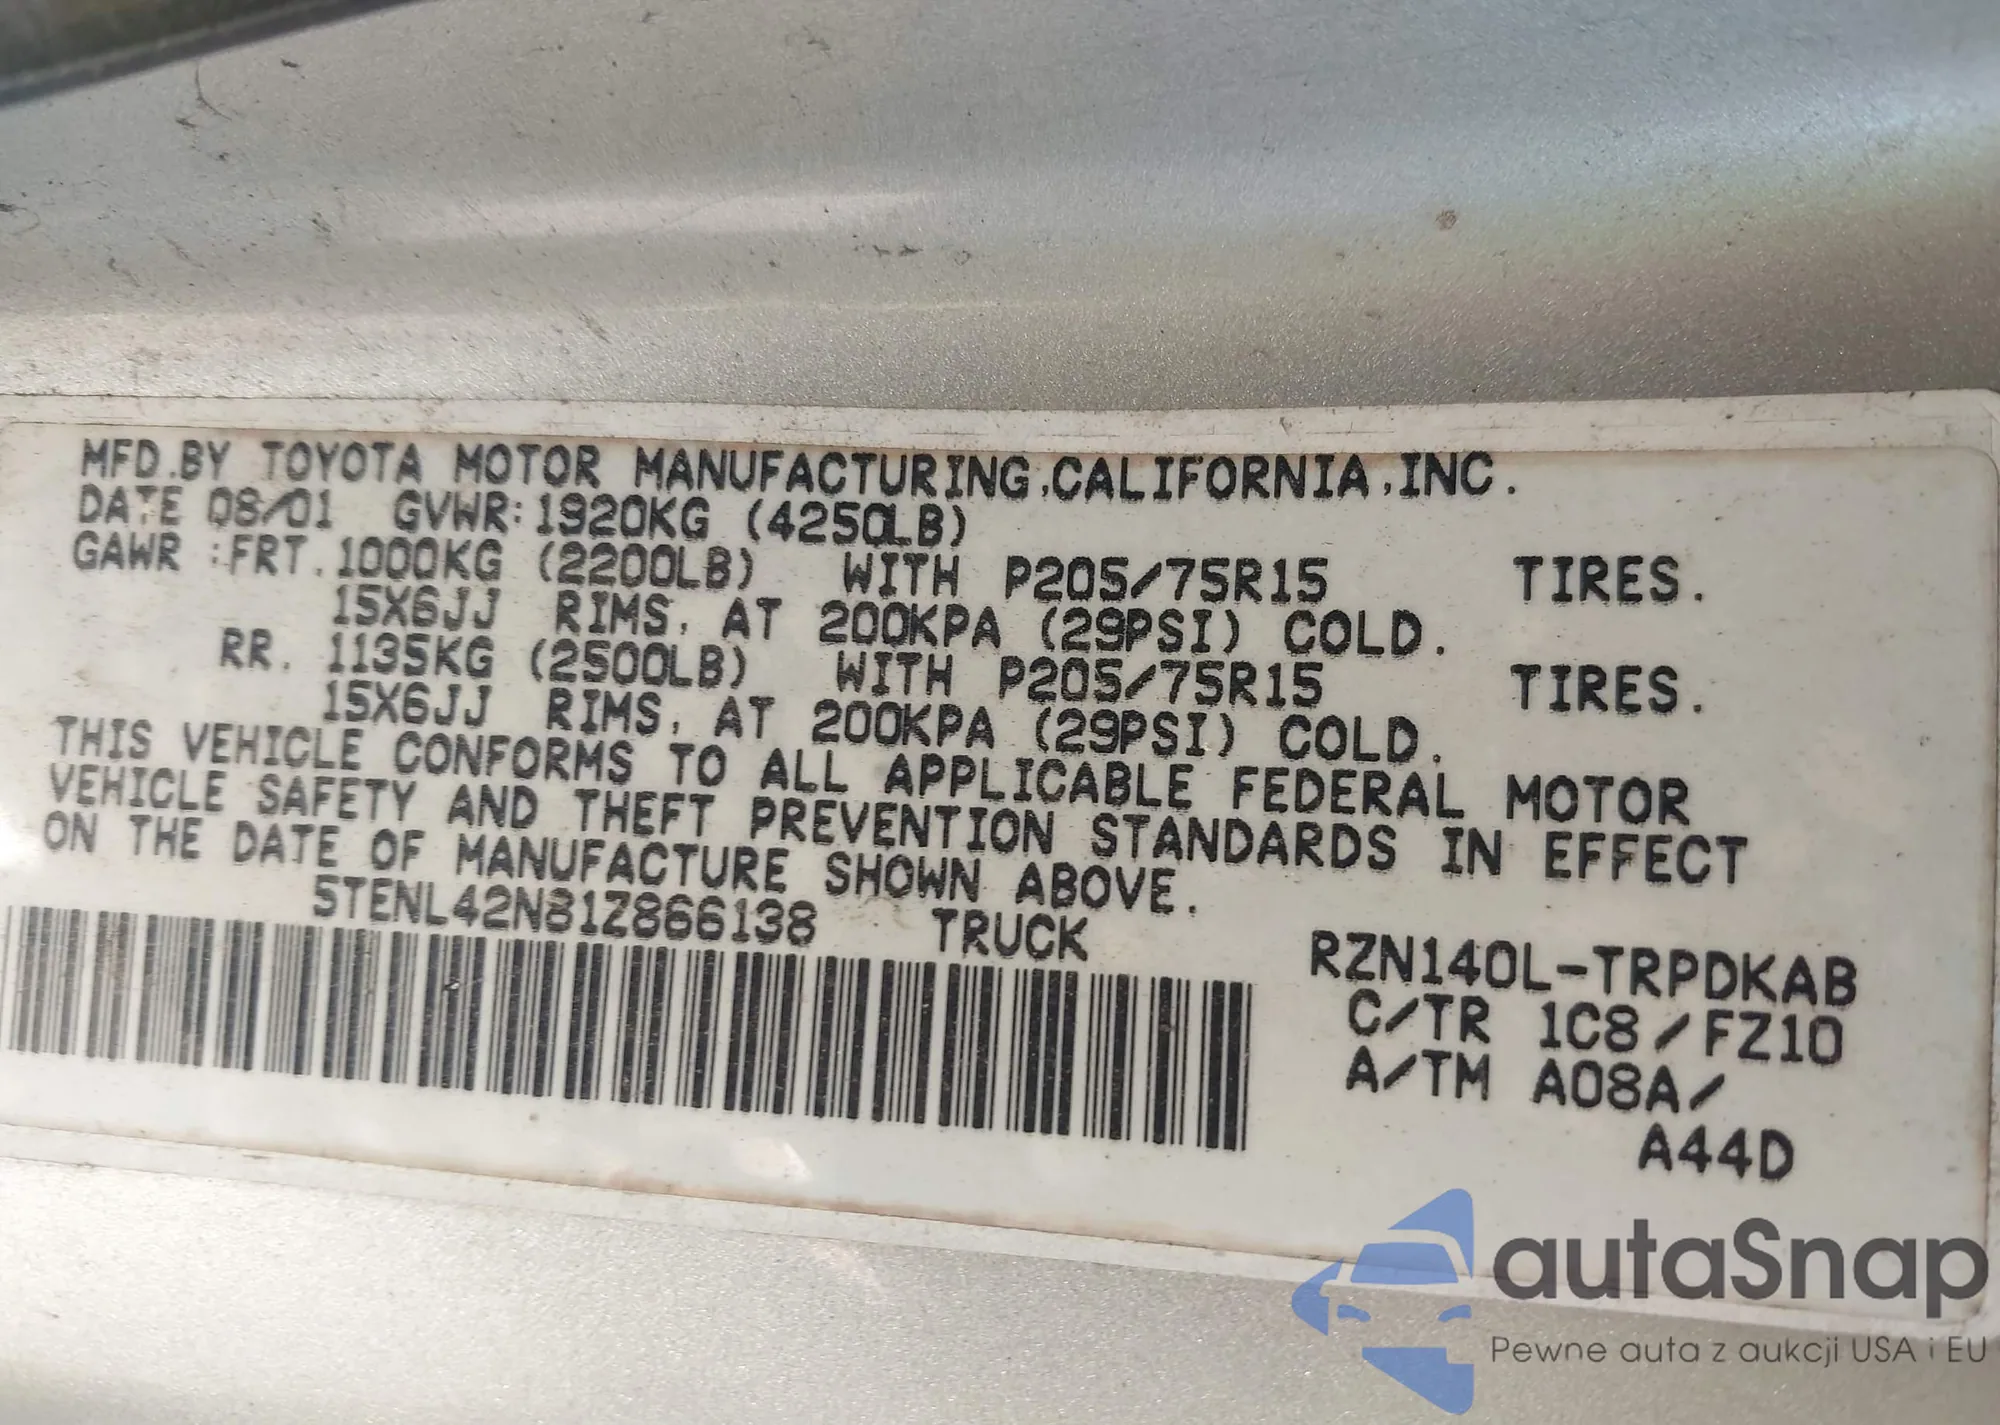 MFD.BY TOYOTA MOTOR MANUFACTURING,CALIFORNIA,INC.
DATE 08/01 GVWR:1920KG (4250LB)
GAWR :FRT. 1000KG (2200LB) WITH P205/75R15 TIRES.
15X6JJ RIMS, AT 200KPA (29PSI) COLD.
RR. 1135KG (2500LB) WITH P205/75R15 TIRES.
15X6JJ RIMS, AT 200KPA (29PSI) COLD.
THIS VEHICLE CONFORMS TO ALL APPLICABLE FEDERAL MOTOR
VEHICLE SAFETY AND THEFT PREVENTION STANDARDS IN EFFECT
ON THE DATE OF MANUFACTURE SHOWN ABOVE.
5TENL42N81Z866138 TRUCK
RZN140L-TRPDKAB
C/TR 1C8/FZ10
A/TM A08A/
A44D
autaSnap
Pewne auta z aukcji USA i EU